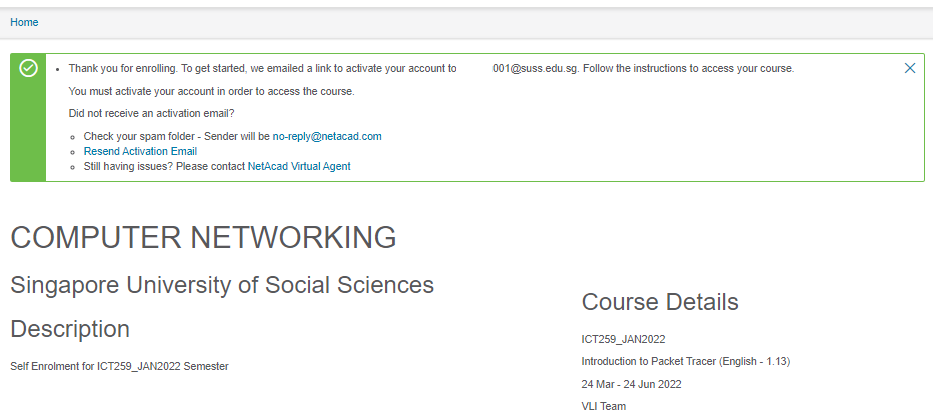 Home
Thank you for enrolling. To get started, we emailed a link to activate your account to 001@suss.edu.sg. Follow the instructions to access your course.
You must activate your account in order to access the course.
Did not receive an activation email?
Check your spam folder - Sender will be no-reply@netacad.com
Resend Activation Email
Still having issues? Please contact NetAcad Virtual Agent
COMPUTER NETWORKING
Singapore University of Social Sciences
Description
Self Enrolment for ICT259_JAN2022 Semester
Course Details
ICT259_JAN2022
Introduction to Packet Tracer (English - 1.13)
24 Mar - 24 Jun 2022
VLI Team